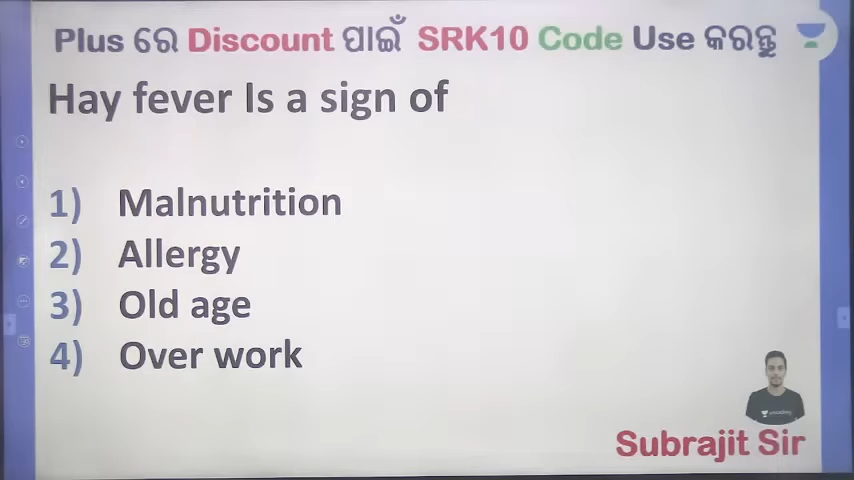 Plus ରେ Discount ପାଇଁ SRK10 Code Use କରନ୍ତୁ
Hay fever Is a sign of
1) Malnutrition
2) Allergy
3) Old age
4) Over work
Subrajit Sir